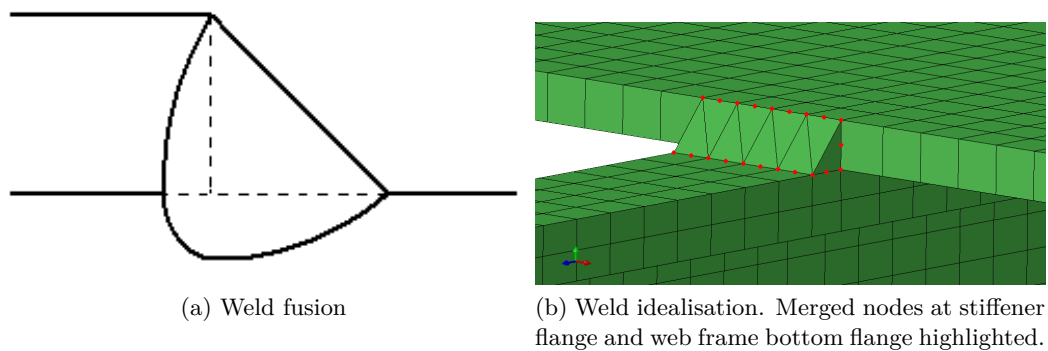 (a) Weld fusion
(b) Weld idealisation. Merged nodes at stiffener
flange and web frame bottom flange highlighted.